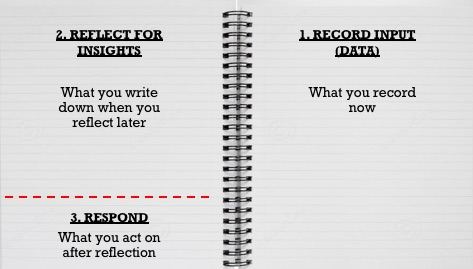 2. REFLECT FOR
INSIGHTS
What you write
down when you
reflect later
3. RESPOND
What you act on
after reflection
1. RECORD INPUT
(DATA)
What you record
now